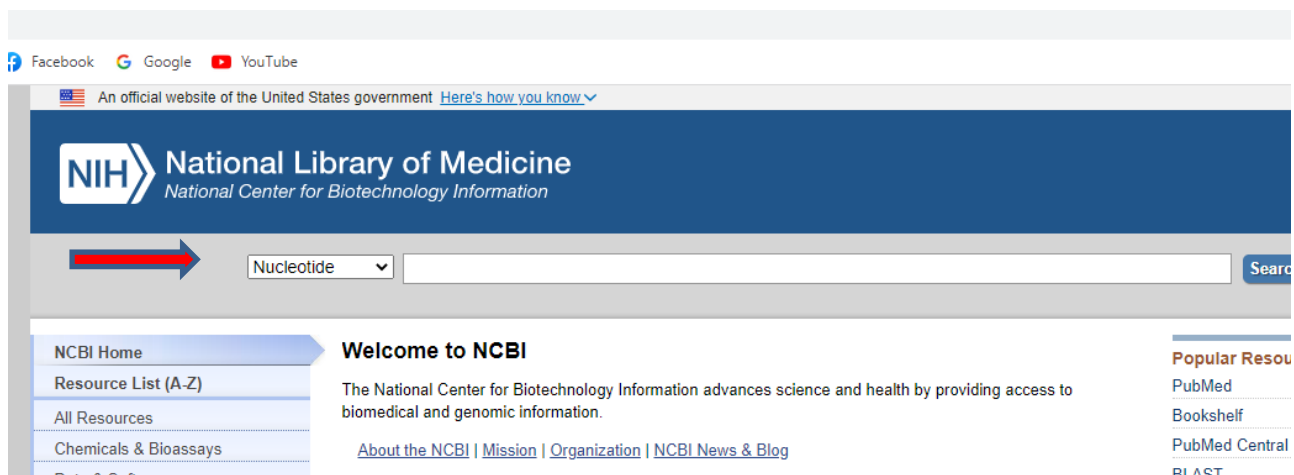 Facebook Google YouTube
An official website of the United States government Here's how you know
NIH National Library of Medicine
National Center for Biotechnology Information
Nucleotide
NCBI Home
Resource List (A-Z)
All Resources
Chemicals & Bioassays
Welcome to NCBI
The National Center for Biotechnology Information advances science and health by providing access to
biomedical and genomic information.
About the NCBI | Mission | Organization | NCBI News & Blog
Popular
PubMed
Bookshelf
PubMed Central
BLAST